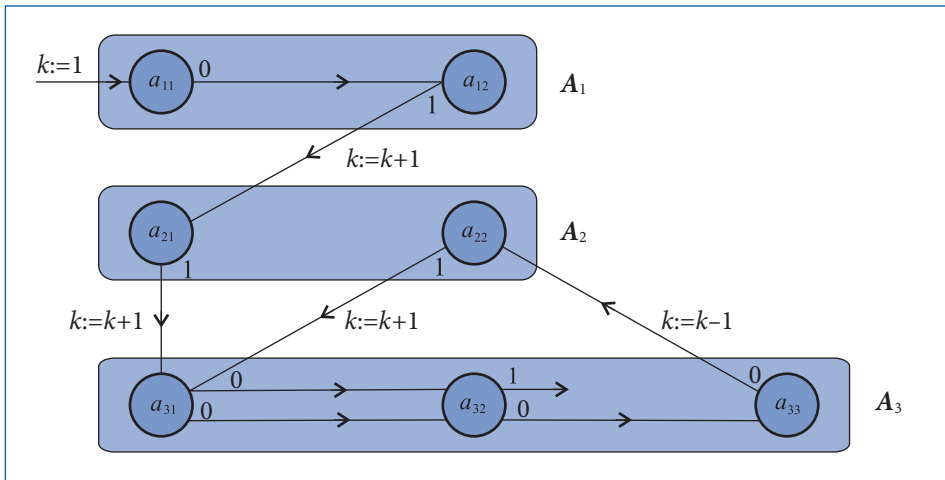 k:=1
a₁₁
0
a₁₂
1
A₁
k:=k+1
a₂₁
1
a₂₂
1
A₂
k:=k+1
k:=k+1
k:=k–1
a₃₁
0
0
a₃₂
1
0
0
a₃₃
A₃